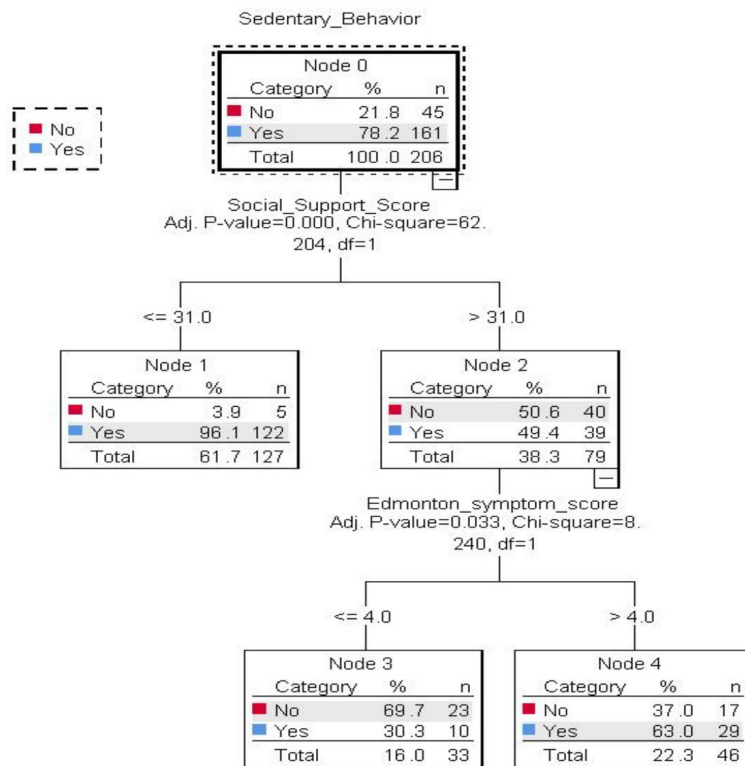 Sedentary_Behavior
Node 0
Category % n
No 21.8 45
Yes 78.2 161
Total 100.0 206
No
Yes
Social_Support_Score
Adj. P-value=0.000, Chi-square=62.
204, df=1
<= 31.0
> 31.0
Node 1
Category % n
No 3.9 5
Yes 96.1 122
Total 61.7 127
Node 2
Category % n
No 50.6 40
Yes 49.4 39
Total 38.3 79
Edmonton_symptom_score
Adj. P-value=0.033, Chi-square=8.
240, df=1
<= 4.0
> 4.0
Node 3
Category % n
No 69.7 23
Yes 30.3 10
Total 16.0 33
Node 4
Category % n
No 37.0 17
Yes 63.0 29
Total 22.3 46